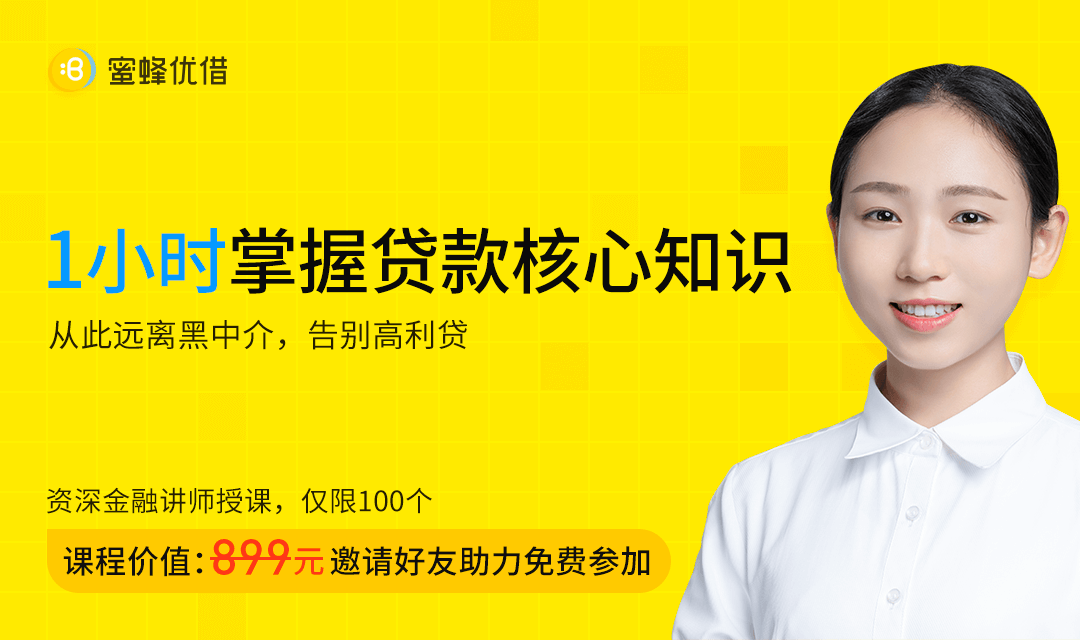 蜜蜂优借
1小时掌握贷款核心知识
从此远离黑中介，告别高利贷
资深金融讲师授课，仅限100个
课程价值：899元 邀请好友助力免费参加